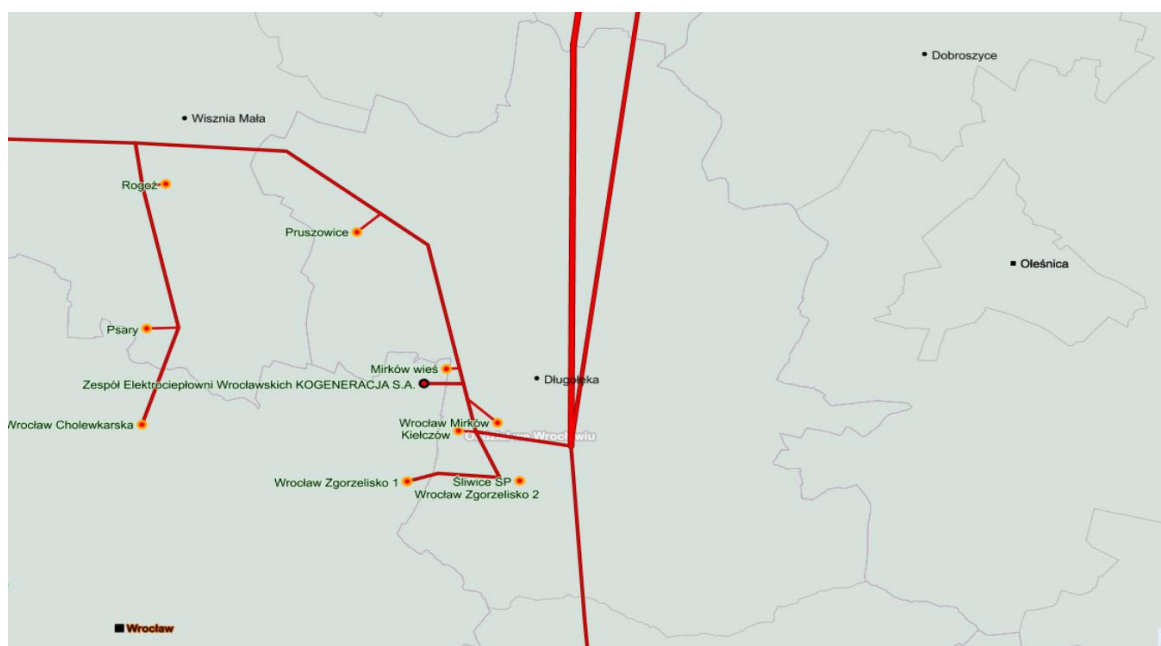 Dobroszyce
Wisznia Mała
Rogoż
Pruszowice
Oleśnica
Psary
Mirków wieś
Długołęka
Zespół Elektrociepłowni Wrocławskich KOGENERACJA S.A.
Wrocław Cholewkarska
Wrocław Mirków
Kiełczów
Wrocławiu
Wrocław Zgorzelisko 1
Śliwice SP
Wrocław Zgorzelisko 2
Wrocław